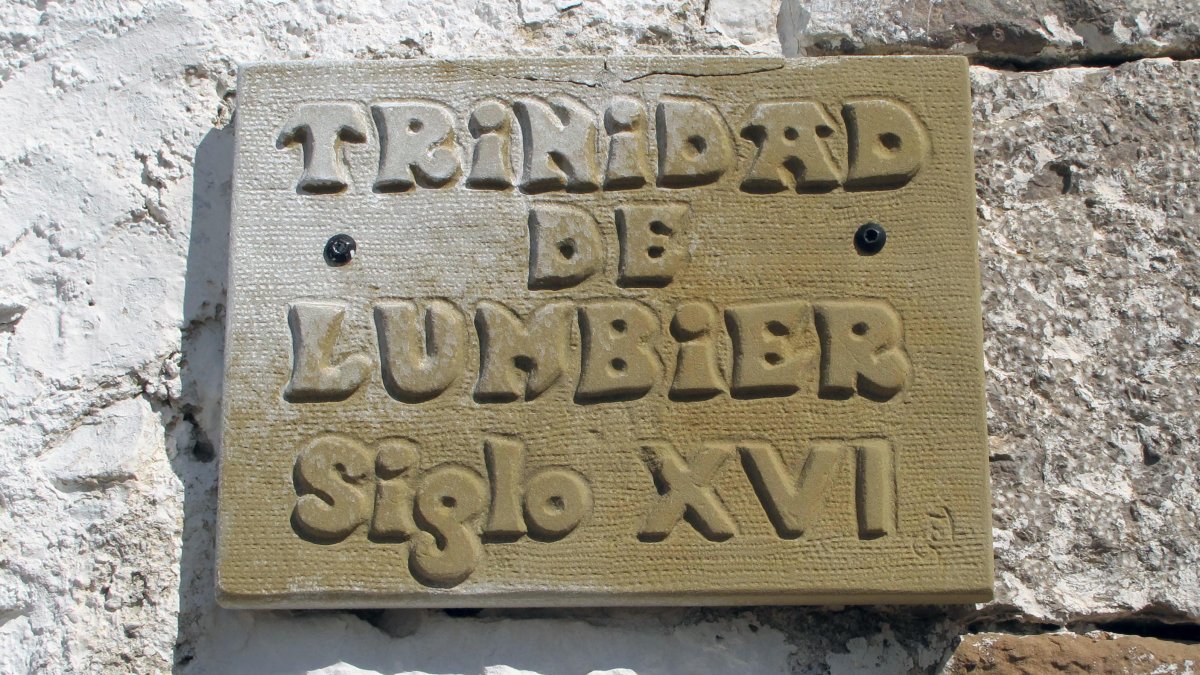 TRiNiDAD
DE
LUMBiER
Siglo XVI